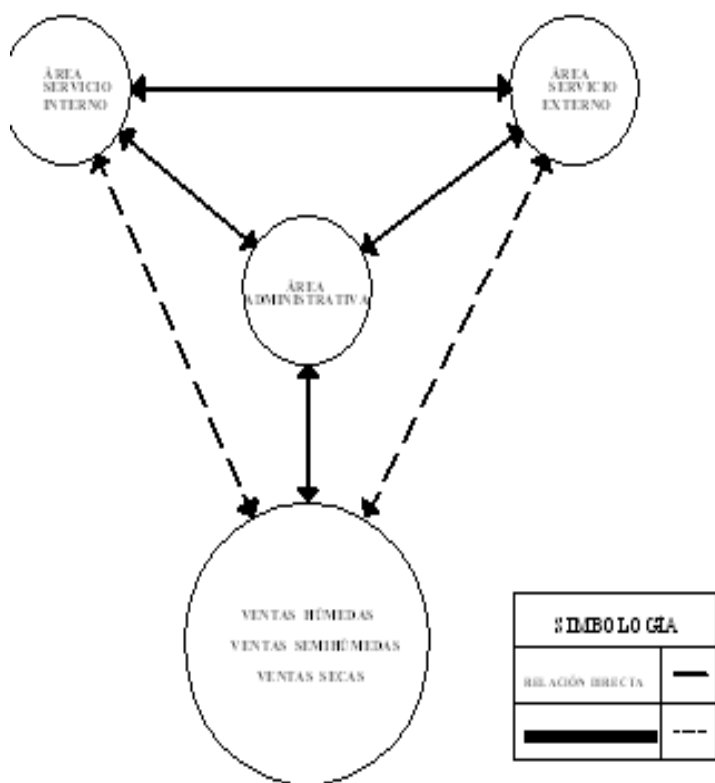 ÁREA
SERVICIO
INTERNO
ÁREA
SERVICIO
EXTERNO
ÁREA
ADMINISTRATIVA
VENTAS HÚMEDAS
VENTAS SEMIHÚMEDAS
VENTAS SECAS
SIMBOLOGÍA
RELACIÓN DIRECTA